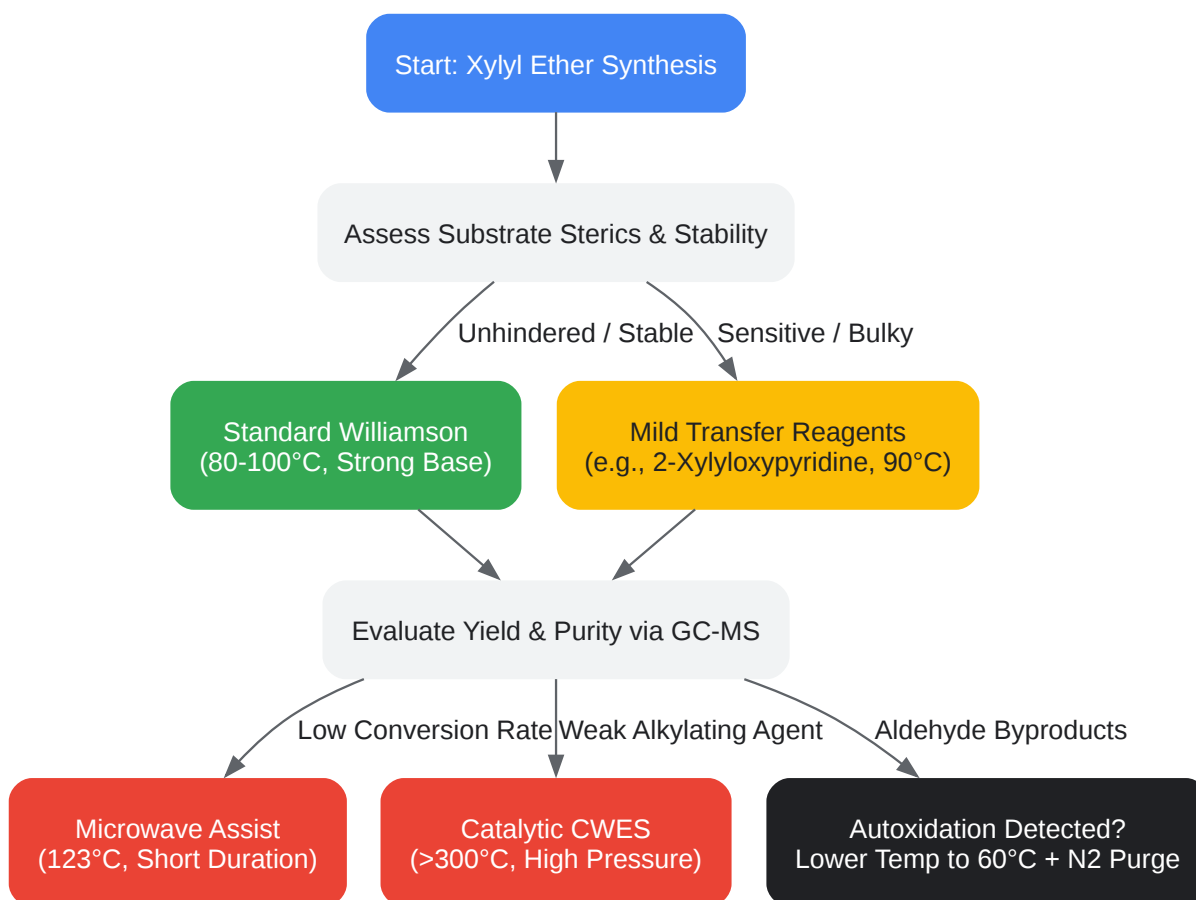 Start: Xylyl Ether Synthesis
Assess Substrate Sterics & Stability
Unhindered / Stable
Sensitive / Bulky
Standard Williamson
(80-100°C, Strong Base)
Mild Transfer Reagents
(e.g., 2-Xylyloxypyridine, 90°C)
Evaluate Yield & Purity via GC-MS
Low Conversion Rate
Weak Alkylating Agent
Aldehyde Byproducts
Microwave Assist
(123°C, Short Duration)
Catalytic CWES
(>300°C, High Pressure)
Autoxidation Detected?
Lower Temp to 60°C + N2 Purge